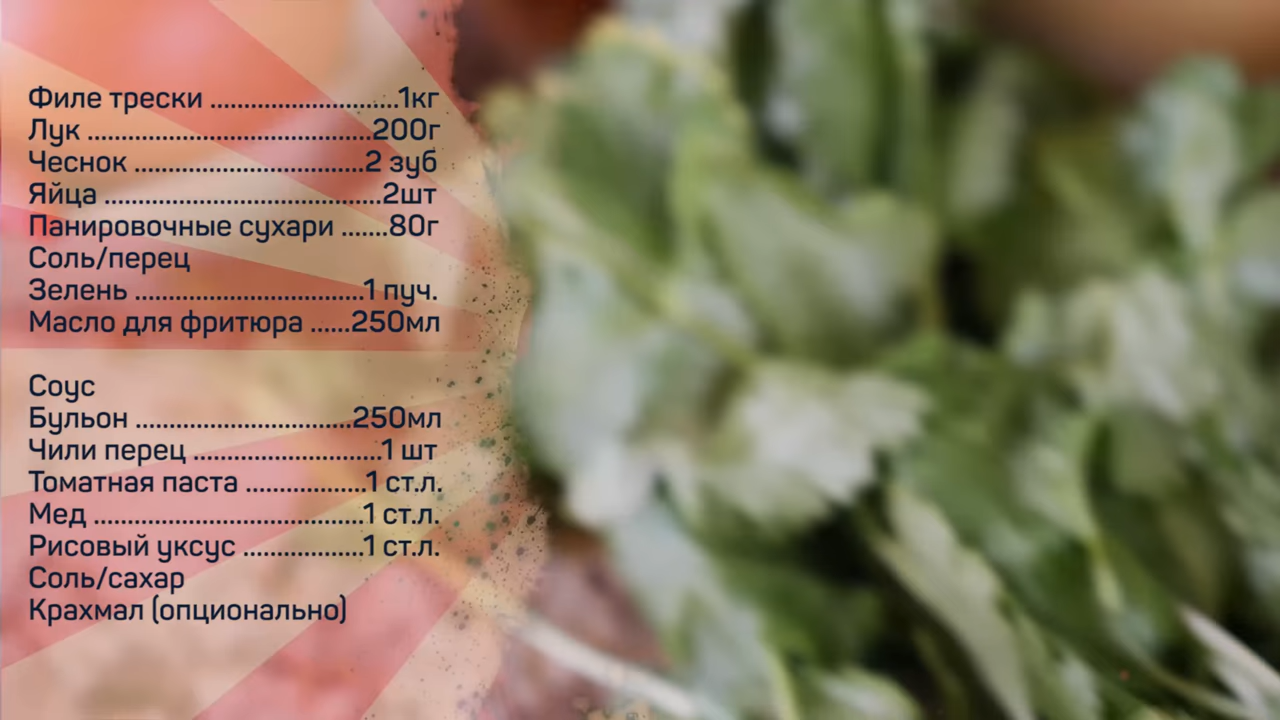 Филе трески ............................1кг
Лук ...........................................200г
Чеснок ...................................2 зуб
Яйца ..........................................2шт
Панировочные сухари .......80г
Соль/перец
Зелень ...................................1 пуч.
Масло для фритюра ......250мл
Соус
Бульон .................................250мл
Чили перец .............................1 шт
Томатная паста ..................1 ст.л.
Мед .........................................1 ст.л.
Рисовый уксус ..................1 ст.л.
Соль/сахар
Крахмал (опционально)